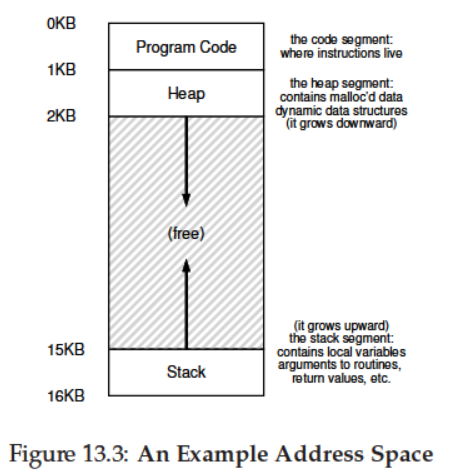 0KB
Program Code
the code segment:
where instructions live
1KB
Heap
the heap segment:
contains malloc'd data
dynamic data structures
(it grows downward)
2KB
(free)
(it grows upward)
the stack segment:
contains local variables
arguments to routines,
return values, etc.
15KB
Stack
16KB
Figure 13.3: An Example Address Space